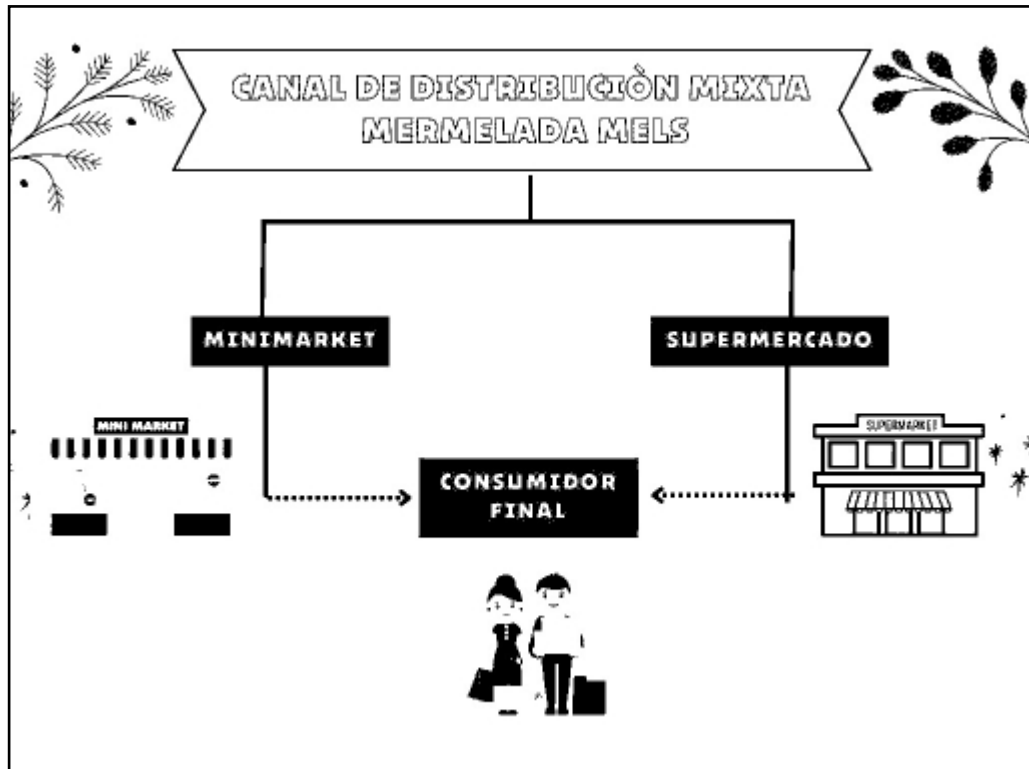 CANAL DE DISTRIBUCIÒN MIXTA
MERMELADA MELS
MINIMARKET
SUPERMERCADO
MINI MARKET
SUPERMARKET
CONSUMIDOR
FINAL